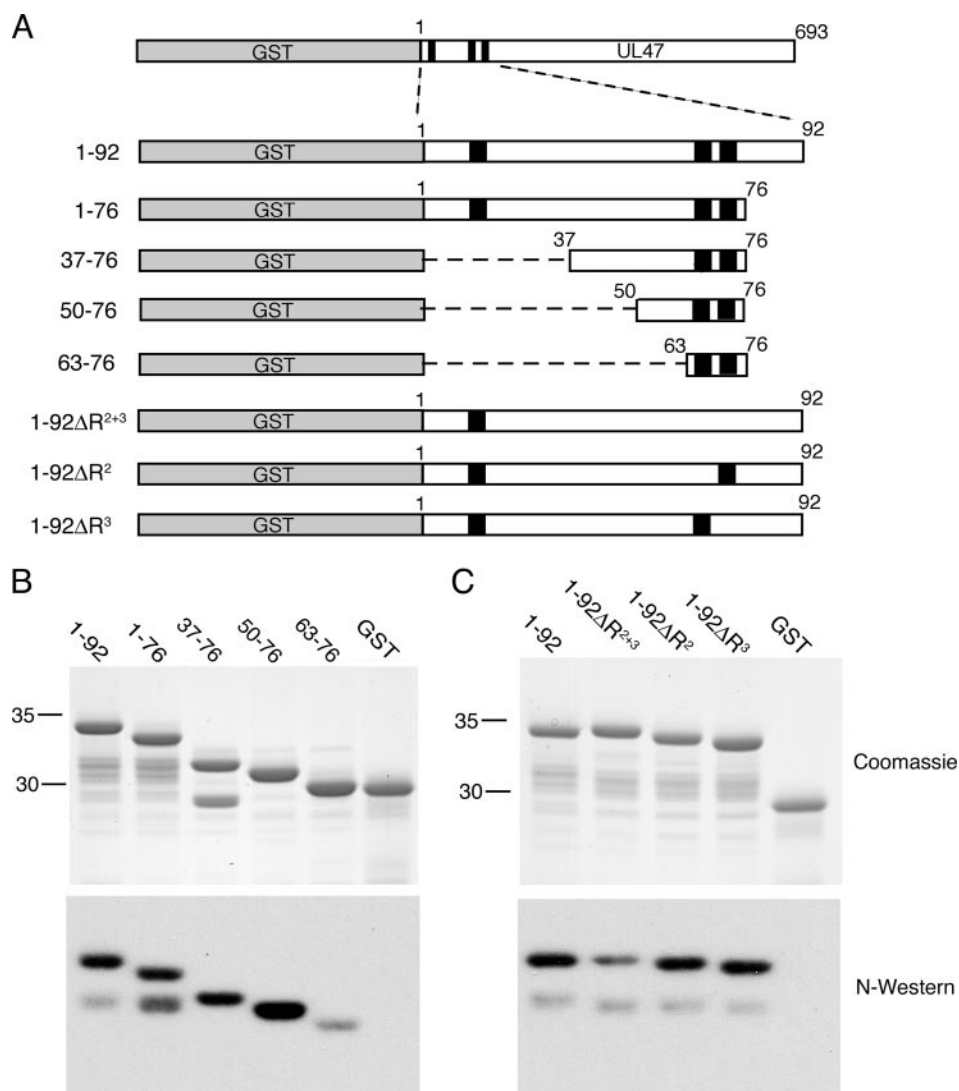 A
1
693
GST
UL47
1
92
1-92
GST
1
76
1-76
GST
37
76
37-76
GST
50
76
50-76
GST
63
76
63-76
GST
1
92
1-92ΔR²⁺³
GST
1
92
1-92ΔR²
GST
1
92
1-92ΔR³
GST
B
1-92
1-76
37-76
50-76
63-76
GST
35
30
C
1-92
1-92ΔR²⁺³
1-92ΔR²
1-92ΔR³
GST
35
30
Coomassie
N-Western